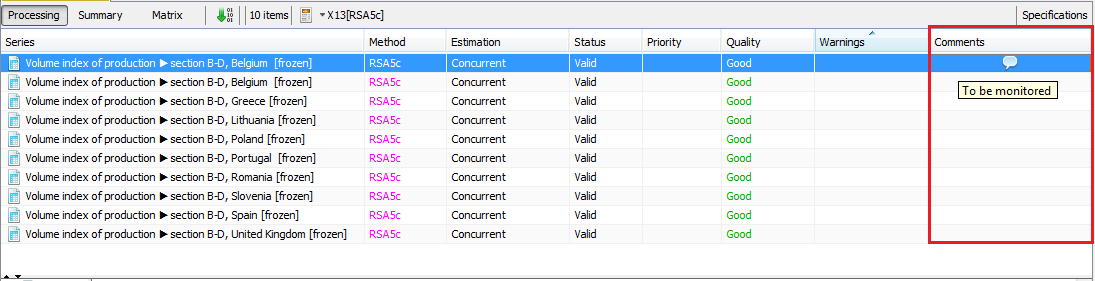 Processing Summary Matrix 10 items X13[RSA5c] Specifications
Series Method Estimation Status Priority Quality Warnings Comments
Volume index of production ►section B-D, Belgium [frozen] RSA5c Concurrent Valid Good
To be monitored
Volume index of production ►section B-D, Belgium [frozen] RSA5c Concurrent Valid Good
Volume index of production ►section B-D, Greece [frozen] RSA5c Concurrent Valid Good
Volume index of production ►section B-D, Lithuania [frozen] RSA5c Concurrent Valid Good
Volume index of production ►section B-D, Poland [frozen] RSA5c Concurrent Valid Good
Volume index of production ►section B-D, Portugal [frozen] RSA5c Concurrent Valid Good
Volume index of production ►section B-D, Romania [frozen] RSA5c Concurrent Valid Good
Volume index of production ►section B-D, Slovenia [frozen] RSA5c Concurrent Valid Good
Volume index of production ►section B-D, Spain [frozen] RSA5c Concurrent Valid Good
Volume index of production ►section B-D, United Kingdom [frozen] RSA5c Concurrent Valid Good